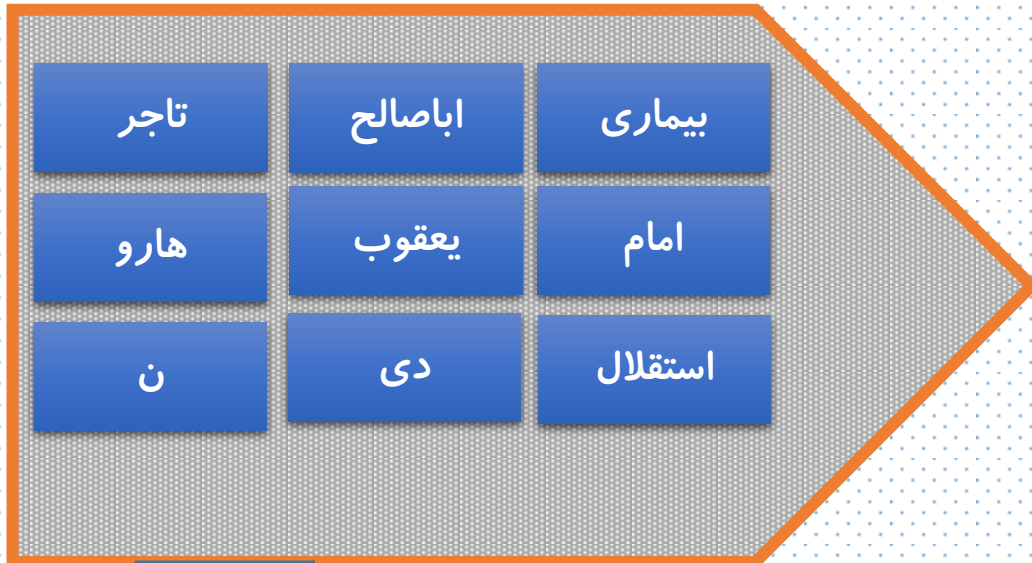 بیماری اباصالح تاجر
امام یعقوب هارو
استقلال دی ن